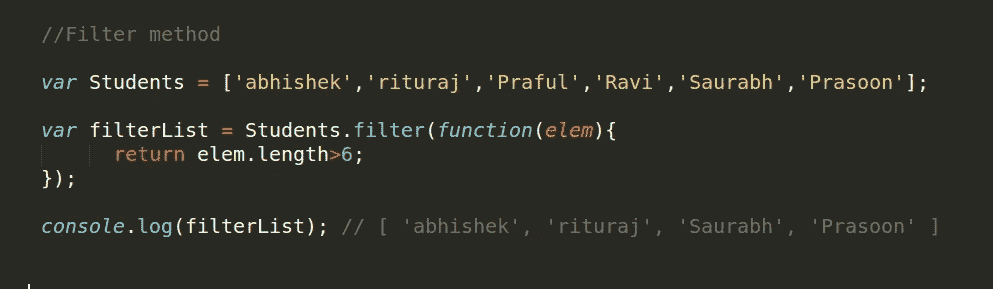 //Filter method
var Students = ['abhishek','rituraj','Praful','Ravi','Saurabh','Prasoon'];
var filterList = Students.filter(function(elem){
return elem.length>6;
});
console.log(filterList); // [ 'abhishek', 'rituraj', 'Saurabh', 'Prasoon' ]